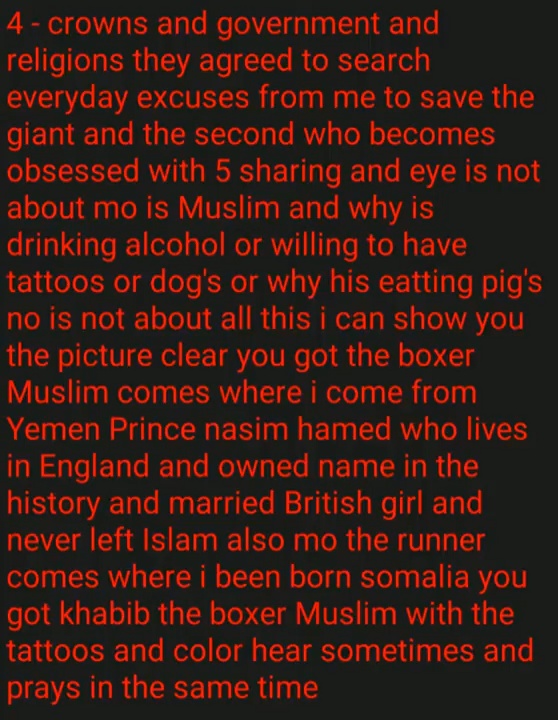 4 - crowns and government and
religions they agreed to search
everyday excuses from me to save the
giant and the second who becomes
obsessed with 5 sharing and eye is not
about mo is Muslim and why is
drinking alcohol or willing to have
tattoos or dog's or why his eatting pig's
no is not about all this i can show you
the picture clear you got the boxer
Muslim comes where i come from
Yemen Prince nasim hamed who lives
in England and owned name in the
history and married British girl and
never left Islam also mo the runner
comes where i been born somalia you
got khabib the boxer Muslim with the
tattoos and color hear sometimes and
prays in the same time